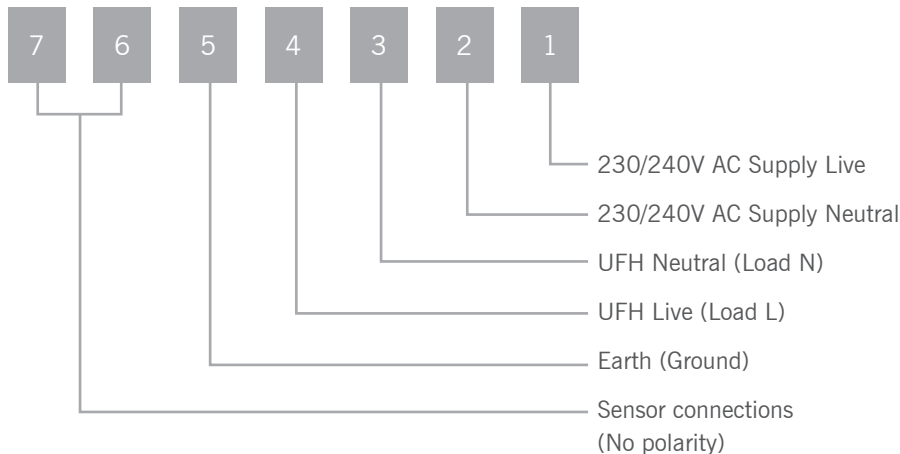 7 6 5 4 3 2 1
230/240V AC Supply Live
230/240V AC Supply Neutral
UFH Neutral (Load N)
UFH Live (Load L)
Earth (Ground)
Sensor connections
(No polarity)